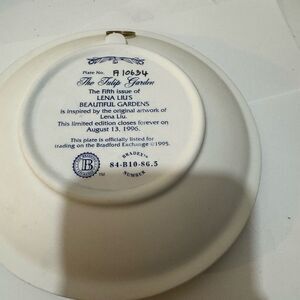 Plate No. A10634
The Tulip Garden
The Fifth issue of
LENA LIU'S
BEAUTIFUL GARDENS
is inspired by the original artwork of
Lena Liu.
This limited edition closes forever on
August 13, 1996.
This plate is officially listed for
trading on the Bradford Exchange ©1995.
B
TM
BRADEX®
84-B10-86.5
NUMBER